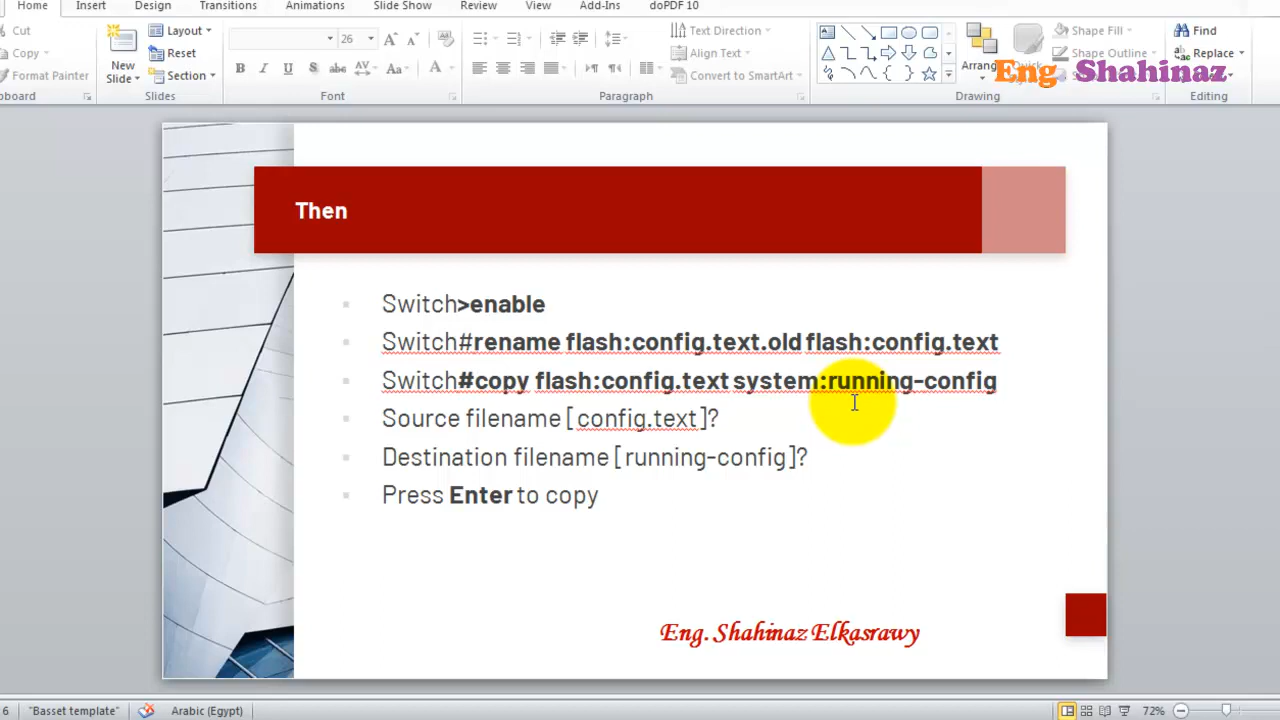 Home Insert Design Transitions Animations Slide Show Review View Add-Ins doPDF 10
Cut
Copy
Format Painter
New
Slide
Layout
Reset
Section
26
Text Direction
Align Text
Convert to SmartArt
Arrange
Shape Fill
Shape Outline
Find
Replace
Eng Shahinaz
Slides Font Paragraph Drawing Editing
Then
Switch>enable
Switch#rename flash:config.text.old flash:config.text
Switch#copy flash:config.text system:running-config
Source filename [config.text]?
Destination filename [running-config]?
Press Enter to copy
Eng. Shahinaz Elkasrawy
6 "Basset template" Arabic (Egypt) 72%